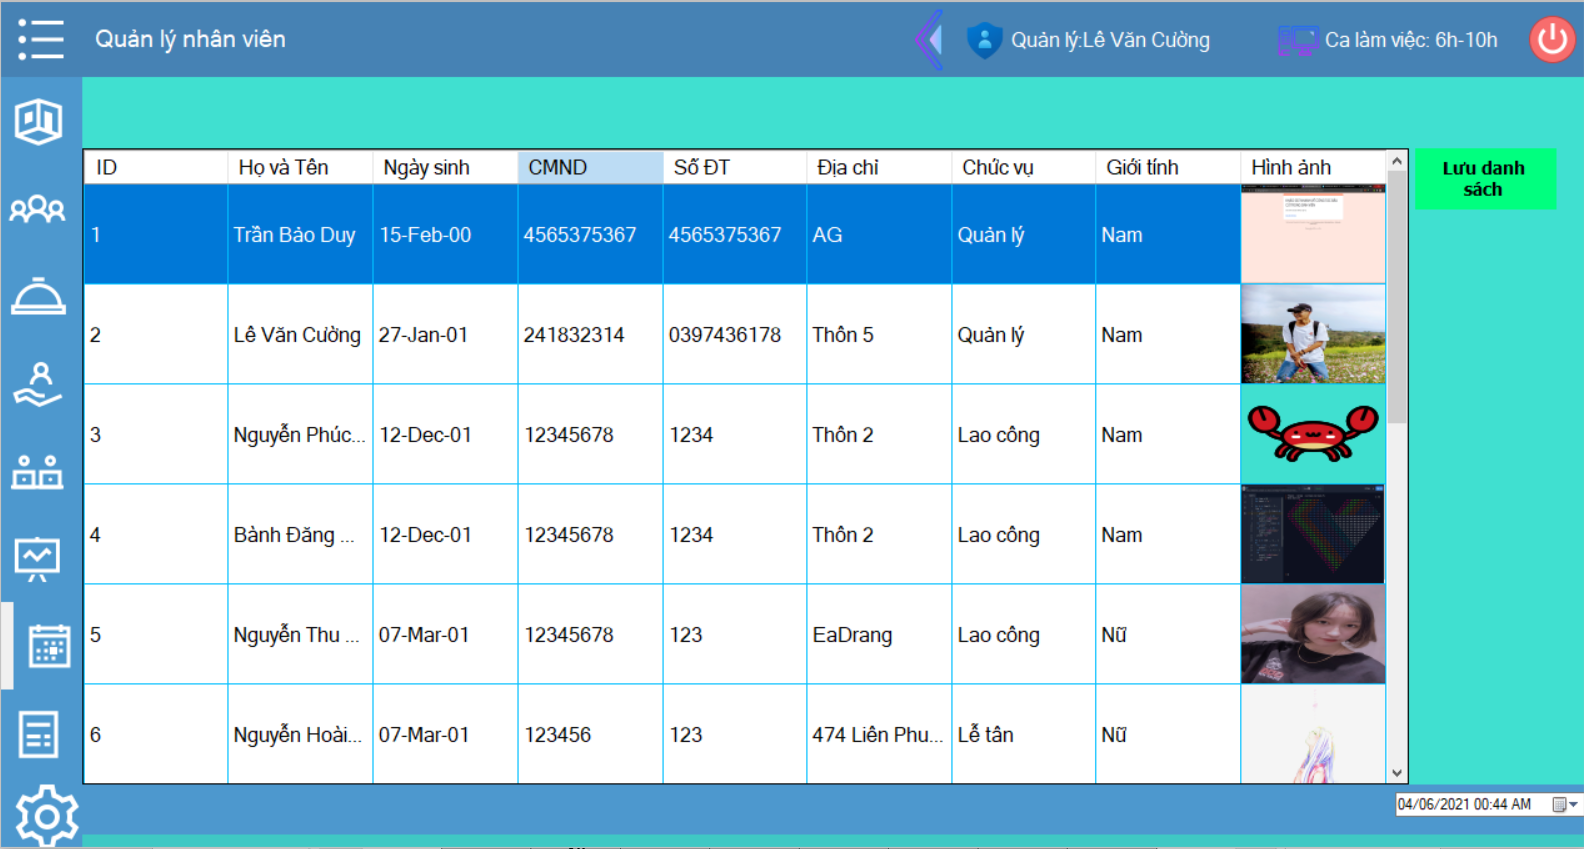 Quản lý nhân viên
Quản lý:Lê Văn Cường
Ca làm việc: 6h-10h
ID Họ và Tên Ngày sinh CMND Số ĐT Địa chỉ Chức vụ Giới tính Hình ảnh
1 Trần Bảo Duy 15-Feb-00 4565375367 4565375367 AG Quản lý Nam
2 Lê Văn Cường 27-Jan-01 241832314 0397436178 Thôn 5 Quản lý Nam
3 Nguyễn Phúc... 12-Dec-01 12345678 1234 Thôn 2 Lao công Nam
4 Bành Đăng ... 12-Dec-01 12345678 1234 Thôn 2 Lao công Nam
5 Nguyễn Thu ... 07-Mar-01 12345678 123 EaDrang Lao công Nữ
6 Nguyễn Hoài... 07-Mar-01 123456 123 474 Liên Phu... Lễ tân Nữ
Lưu danh
sách
04/06/2021 00:44 AM